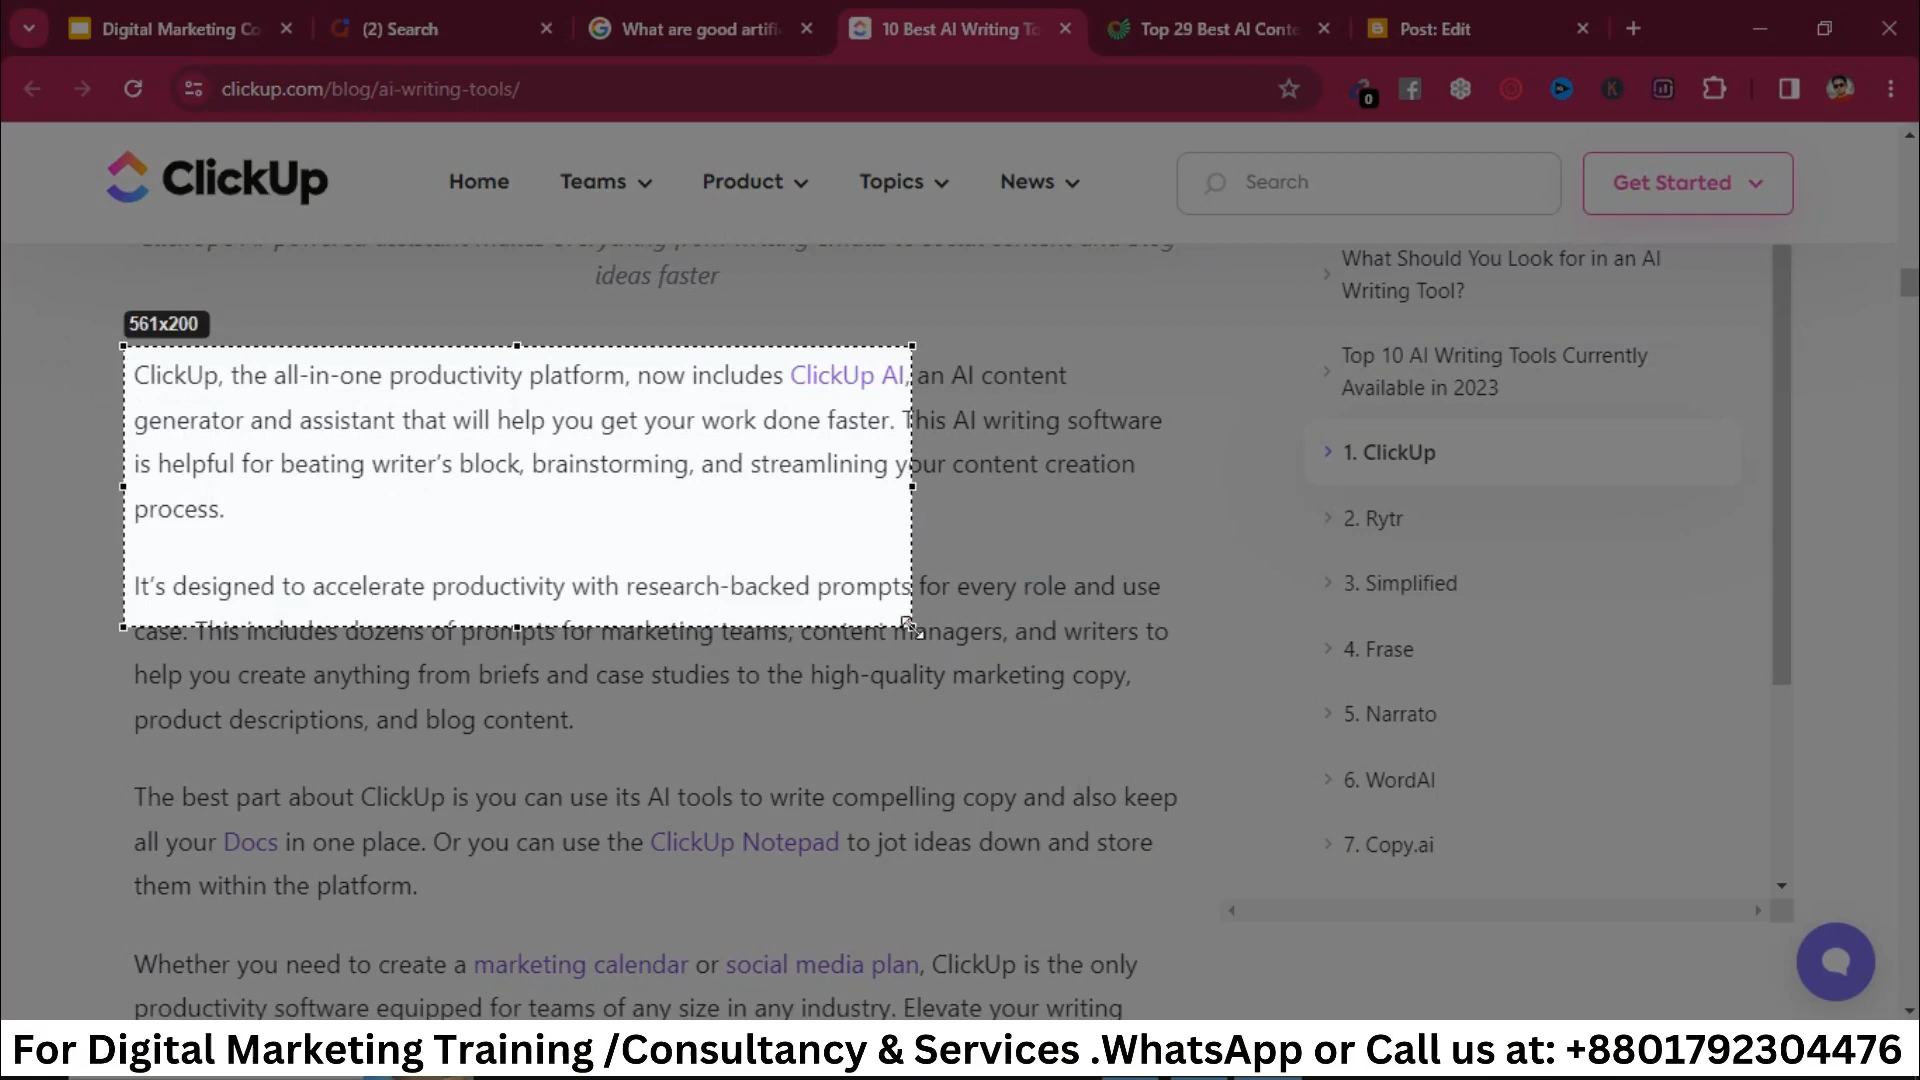 Digital Marketing Co
(2) Search
What are good artifi
10 Best AI Writing To
Top 29 Best AI Conte
Post: Edit
clickup.com/blog/ai-writing-tools/
0
K
ClickUp
Home
Teams
Product
Topics
News
Search
Get Started
ideas faster
561x200
ClickUp, the all-in-one productivity platform, now includes ClickUp AI, an AI content
generator and assistant that will help you get your work done faster. This AI writing software
is helpful for beating writer’s block, brainstorming, and streamlining your content creation
process.
It’s designed to accelerate productivity with research-backed prompts for every role and use
case. This includes dozens of prompts for marketing teams, content managers, and writers to
help you create anything from briefs and case studies to the high-quality marketing copy,
product descriptions, and blog content.
The best part about ClickUp is you can use its AI tools to write compelling copy and also keep
all your Docs in one place. Or you can use the ClickUp Notepad to jot ideas down and store
them within the platform.
Whether you need to create a marketing calendar or social media plan, ClickUp is the only
productivity software equipped for teams of any size in any industry. Elevate your writing
What Should You Look for in an AI
Writing Tool?
Top 10 AI Writing Tools Currently
Available in 2023
1. ClickUp
2. Rytr
3. Simplified
4. Frase
5. Narrato
6. WordAI
7. Copy.ai
For Digital Marketing Training /Consultancy & Services .WhatsApp or Call us at: +8801792304476